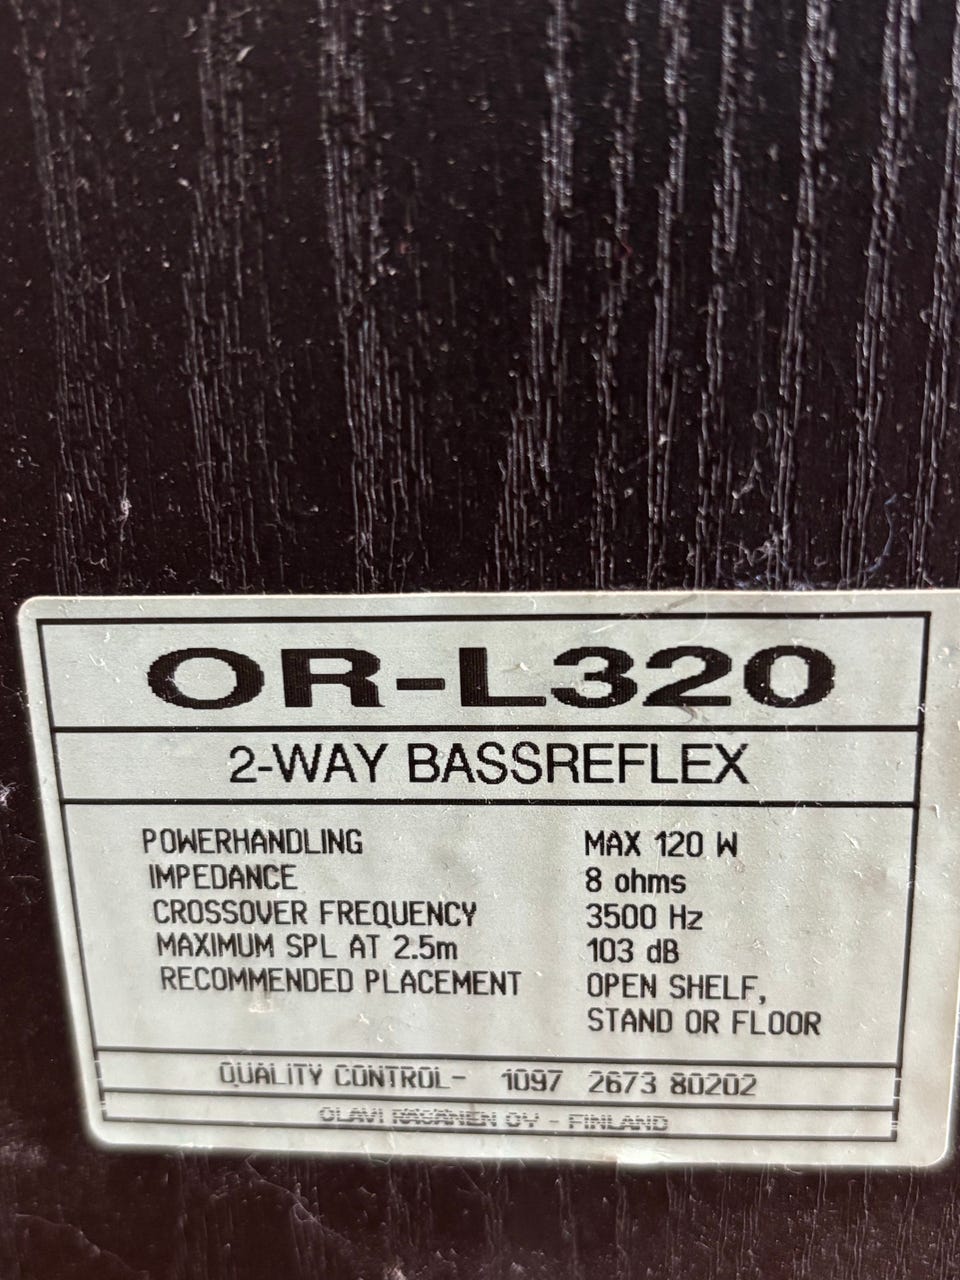 OR-L320
2-WAY BASSREFLEX
POWERHANDLING MAX 120 W
IMPEDANCE 8 ohms
CROSSOVER FREQUENCY 3500 Hz
MAXIMUM SPL AT 2.5m 103 dB
RECOMMENDED PLACEMENT OPEN SHELF,
STAND OR FLOOR
QUALITY CONTROL- 1097 2673 80202
OLAVI RÄSÄNEN OY - FINLAND